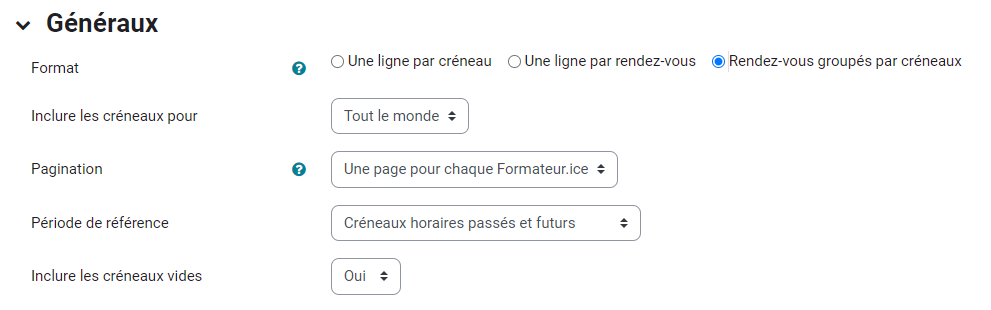 Généraux
Format
Une ligne par créneau Une ligne par rendez-vous Rendez-vous groupés par créneaux
Inclure les créneaux pour
Tout le monde
Pagination
Une page pour chaque Formateur.ice
Période de référence
Créneaux horaires passés et futurs
Inclure les créneaux vides
Oui